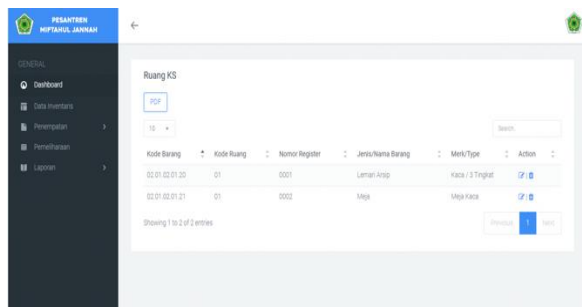 PESANTREN
MIFTAHUL JANNAH
GENERAL
Dashboard
Data Inventaris
Penempatan
Pemeliharaan
Laporan
Ruang KS
PDF
10
Search
Kode Barang Kode Ruang Nomor Register Jenis/Nama Barang Merk/Type Action
02.01.02.01.20 01 0001 Lemari Arsip Kaca / 3 Tingkat
02.01.02.01.21 01 0002 Meja Meja Kaca
Showing 1 to 2 of 2 entries
Previous 1 Next